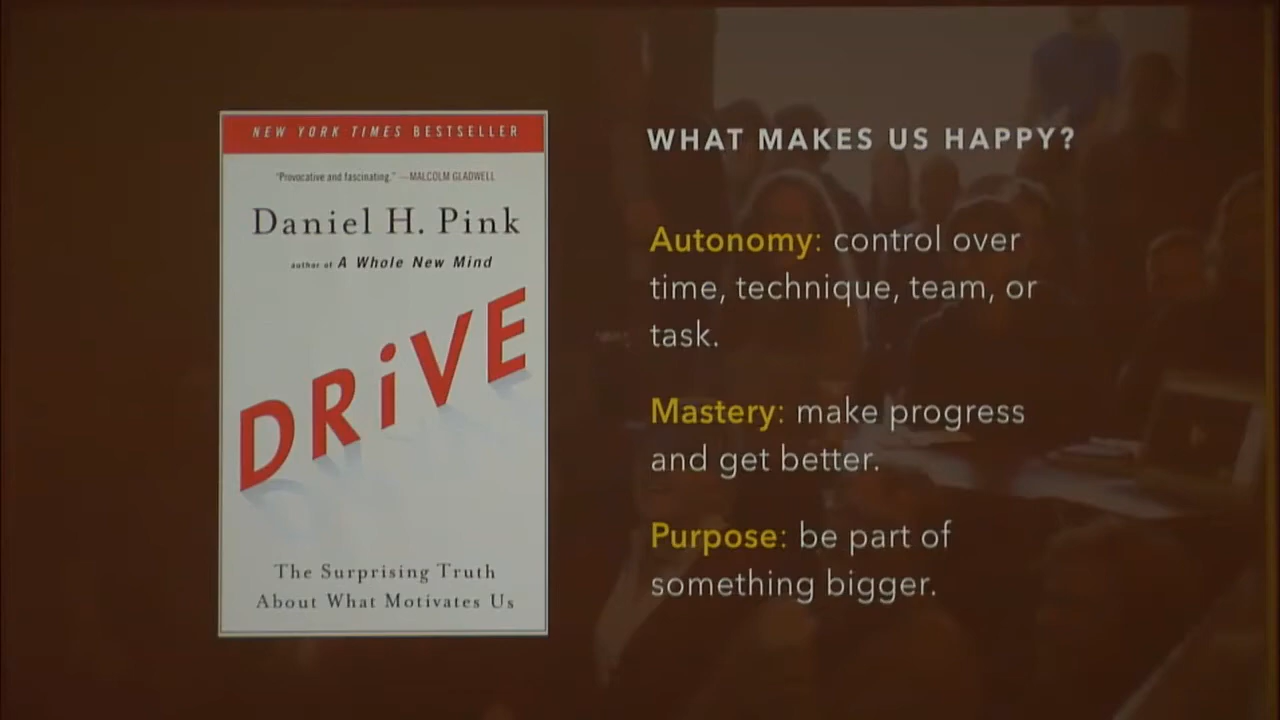 NEW YORK TIMES BESTSELLER
"Provocative and fascinating." —MALCOLM GLADWELL
Daniel H. Pink
author of A Whole New Mind
DRiVE
The Surprising Truth
About What Motivates Us
WHAT MAKES US HAPPY?
Autonomy: control over
time, technique, team, or
task.
Mastery: make progress
and get better.
Purpose: be part of
something bigger.